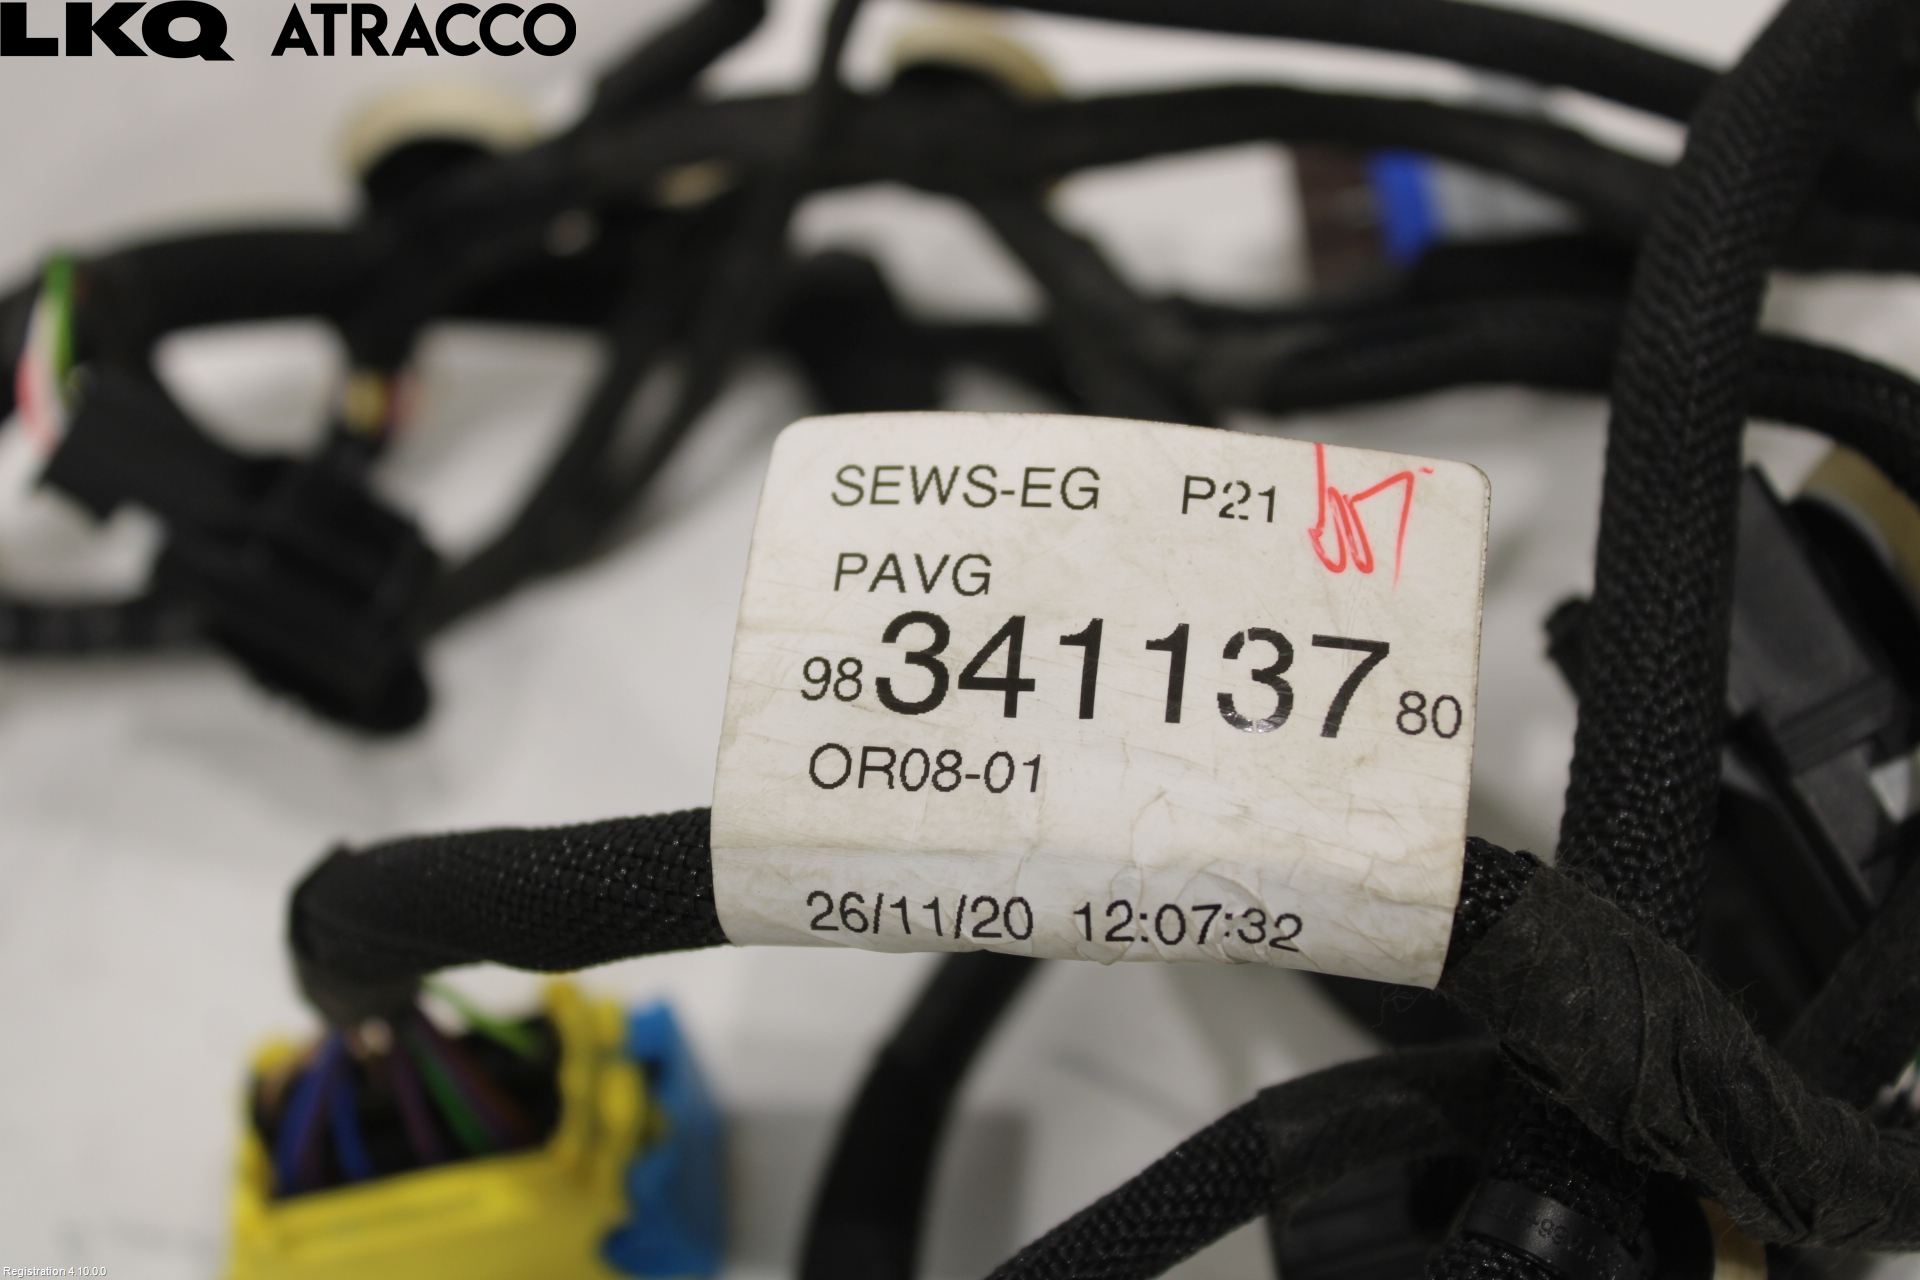 LKQ ATRACCO
SEWS-EG P21
PAVG
98 341137 80
OR08-01
26/11/20 12:07:32
Registration 4.10.0.0